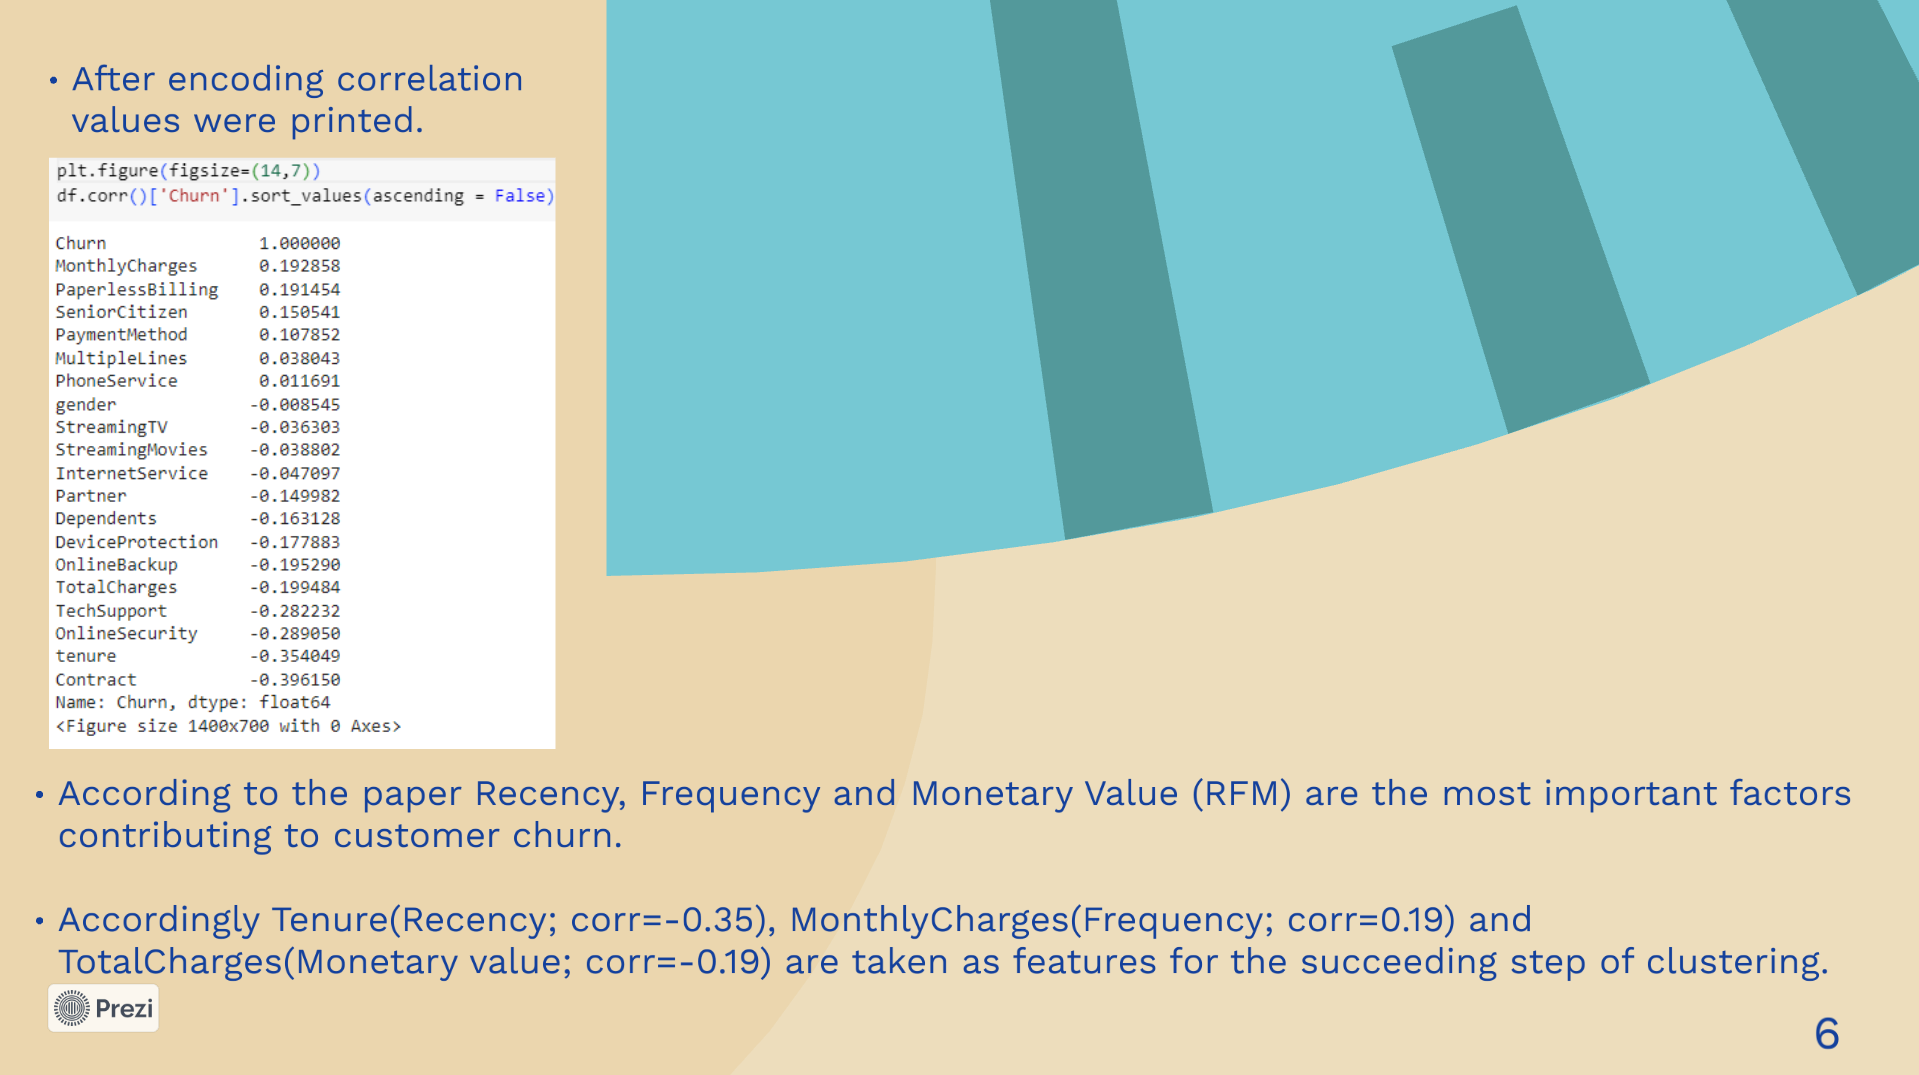 • After encoding correlation
values were printed.
plt.figure(figsize=(14,7))
df.corr()['Churn'].sort_values(ascending = False)
Churn 1.000000
MonthlyCharges 0.192858
PaperlessBilling 0.191454
SeniorCitizen 0.150541
PaymentMethod 0.107852
MultipleLines 0.038043
PhoneService 0.011691
gender -0.008545
StreamingTV -0.036303
StreamingMovies -0.038802
InternetService -0.047097
Partner -0.149982
Dependents -0.163128
DeviceProtection -0.177883
OnlineBackup -0.195290
TotalCharges -0.199484
TechSupport -0.282232
OnlineSecurity -0.289050
tenure -0.354049
Contract -0.396150
Name: Churn, dtype: float64
<Figure size 1400x700 with 0 Axes>
• According to the paper Recency, Frequency and Monetary Value (RFM) are the most important factors
contributing to customer churn.
• Accordingly Tenure(Recency; corr=-0.35), MonthlyCharges(Frequency; corr=0.19) and
TotalCharges(Monetary value; corr=-0.19) are taken as features for the succeeding step of clustering.
Prezi
6